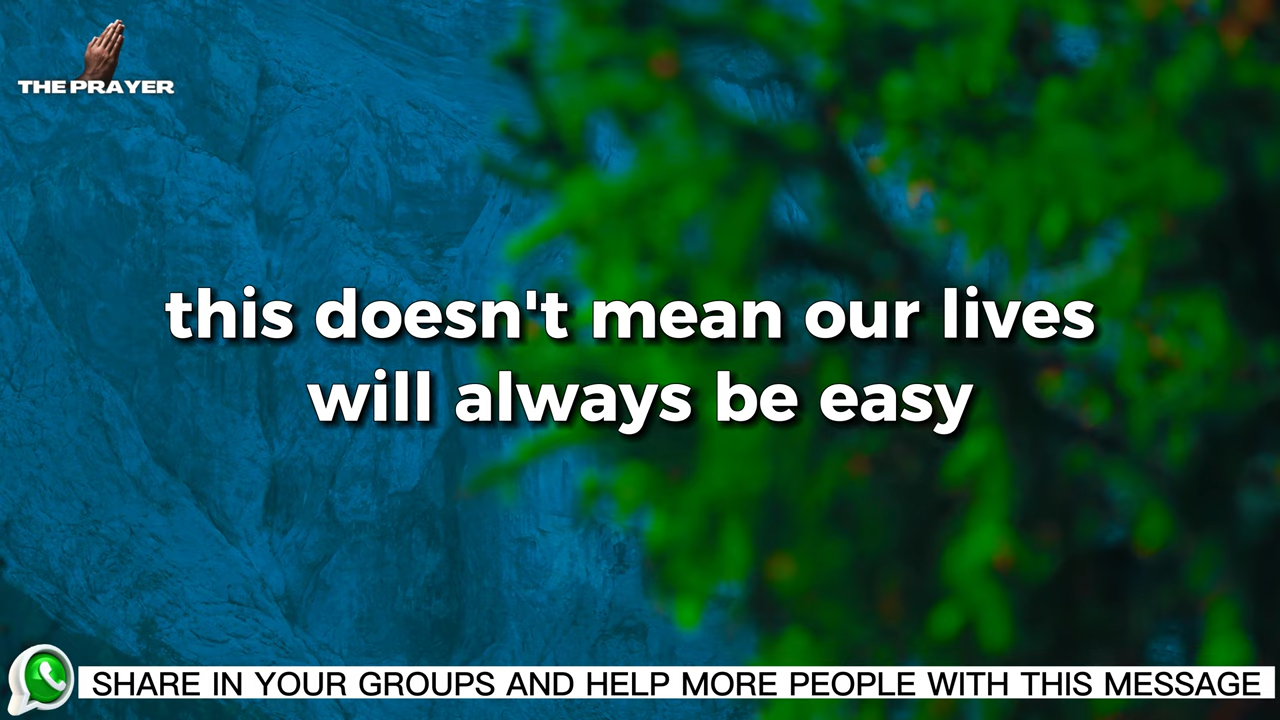 THE PRAYER
this doesn't mean our lives
will always be easy
SHARE IN YOUR GROUPS AND HELP MORE PEOPLE WITH THIS MESSAGE